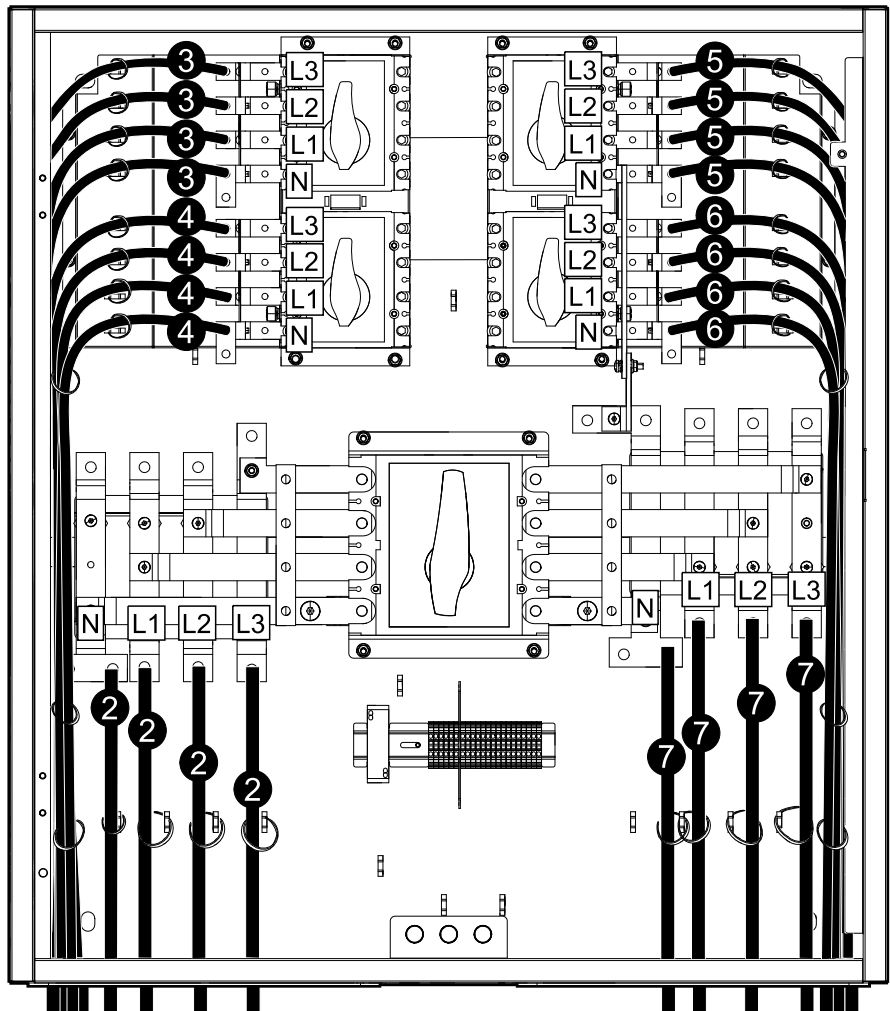 3 L3 L3 5
3 L2 L2 5
3 L1 L1 5
3 N N 5
4 L3 L3 6
4 L2 L2 6
4 L1 L1 6
4 N N 6
N L1 L2 L3 N L1 L2 L3
2 2 2 2 7 7 7 7